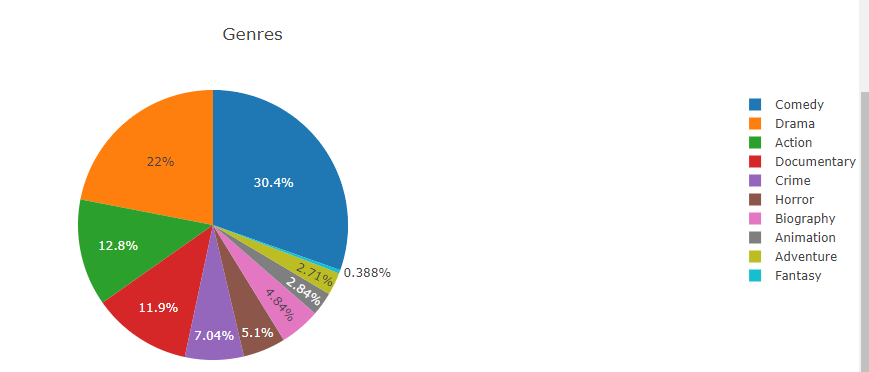 Genres
Comedy
Drama
Action
Documentary
Crime
Horror
Biography
Animation
Adventure
Fantasy
22%
30.4%
12.8%
11.9%
7.04%
5.1%
4.84%
2.84%
2.71%
0.388%